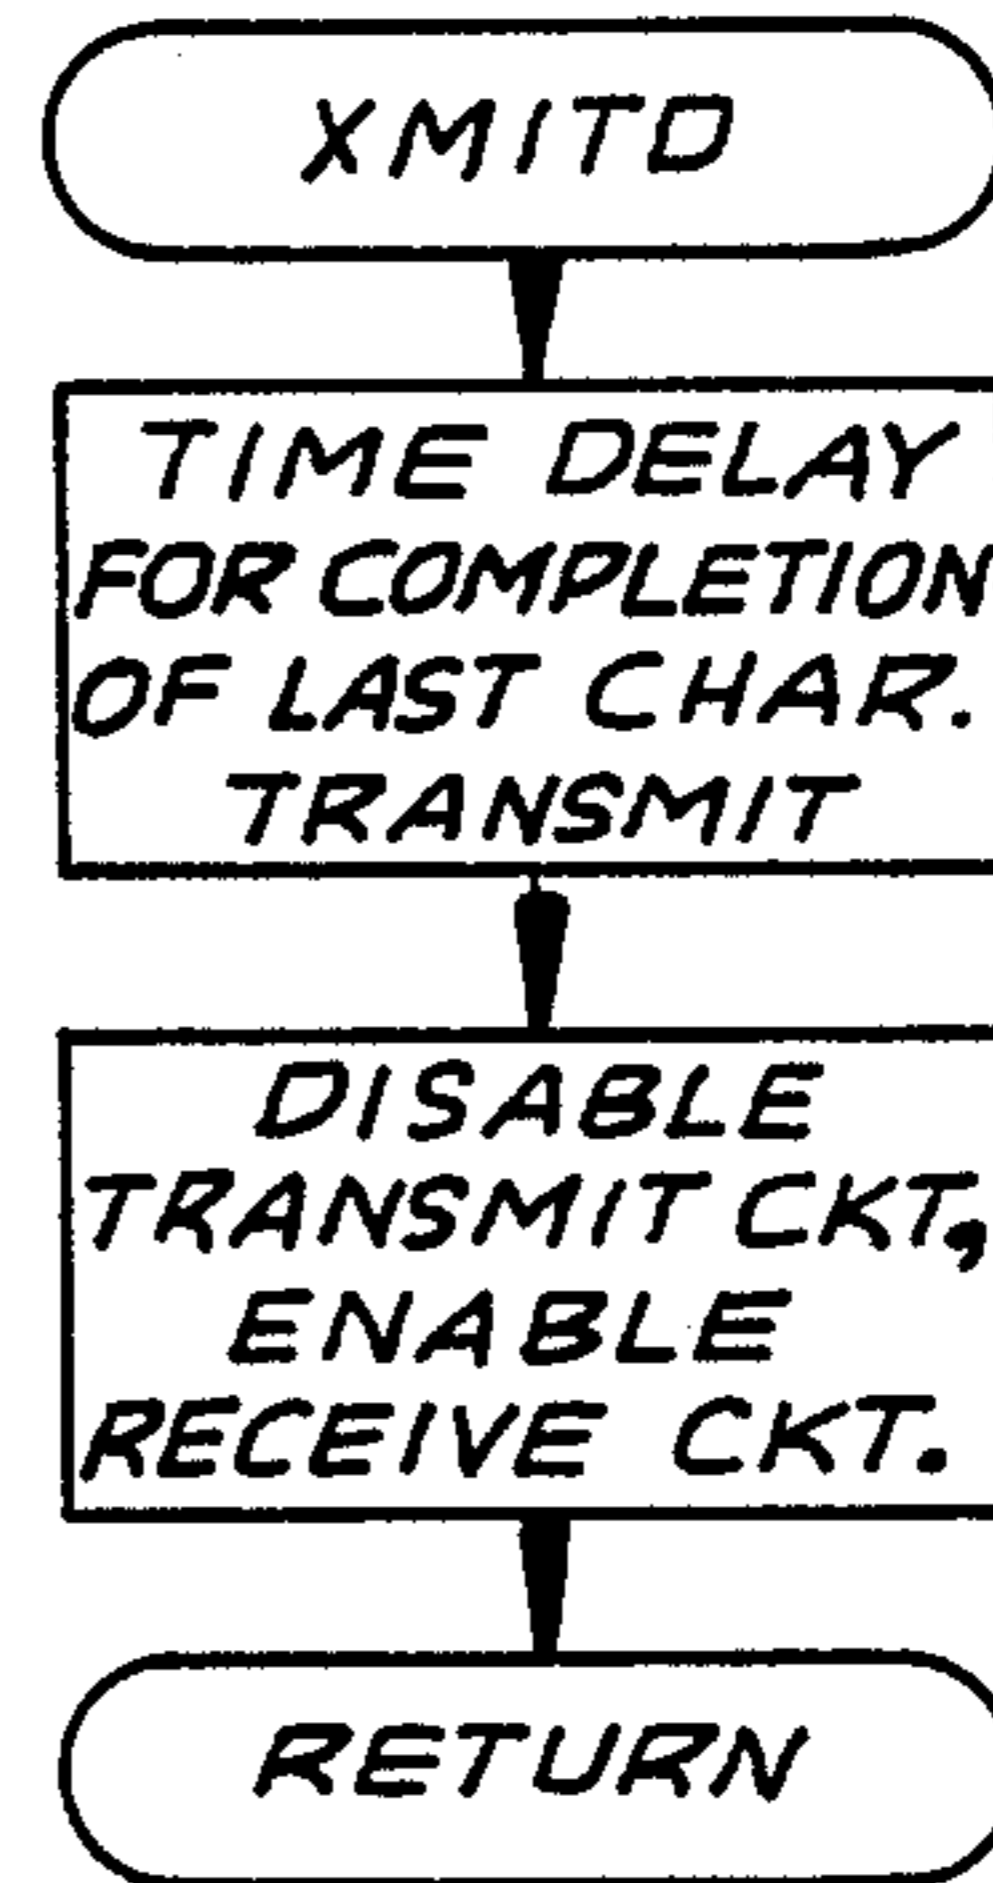 XMITD
TIME DELAY
FOR COMPLETION
OF LAST CHAR.
TRANSMIT
DISABLE
TRANSMIT CKT,
ENABLE
RECEIVE CKT.
RETURN